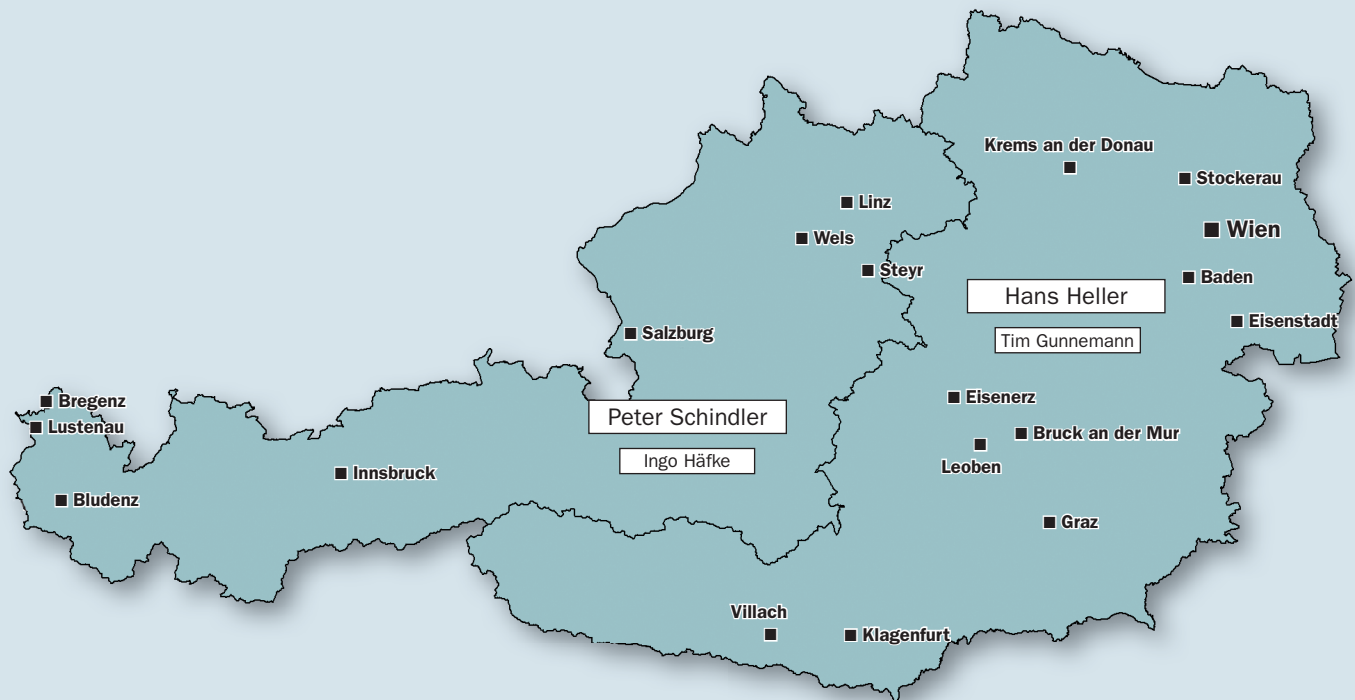 Krems an der Donau
Stockerau
Linz
Wien
Wels
Steyr
Baden
Hans Heller
Eisenstadt
Salzburg
Tim Gunnemann
Eisenerz
Bregenz
Peter Schindler
Lustenau
Bruck an der Mur
Ingo Häfke
Leoben
Innsbruck
Bludenz
Graz
Villach
Klagenfurt